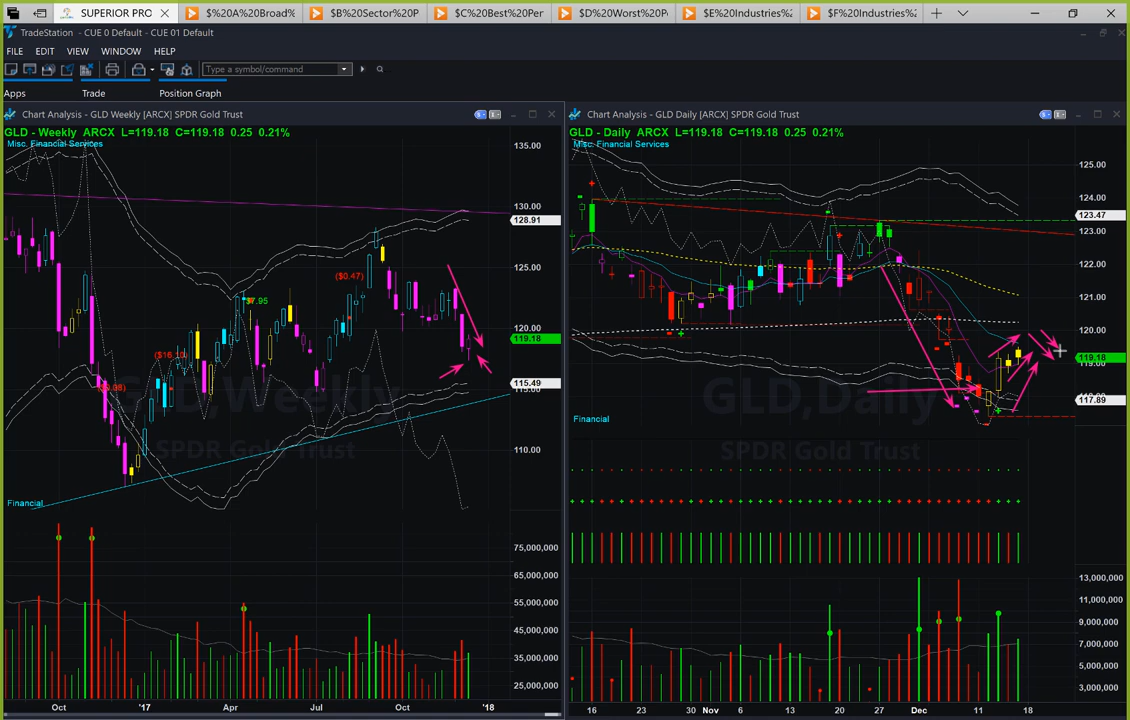 SUPERIOR PRO
$%20A%20Broad%
$%20B%20Sector%20P
$%20C%20Best%20Per
$%20D%20Worst%20P
$%20E%20Industries%2
$%20F%20Industries%2
TradeStation - CUE 0 Default - CUE 01 Default
FILE EDIT VIEW WINDOW HELP
Type a symbol/command
Apps Trade Position Graph
Chart Analysis - GLD Weekly [ARCX] SPDR Gold Trust
GLD - Weekly ARCX L=119.18 C=119.18 0.25 0.21%
Misc. Financial Services
135.00
130.00
128.91
125.00
120.00
119.18
115.49
115.00
110.00
($0.47)
$7.95
GLD,Weekly
SPDR Gold Trust
Financial
75,000,000
65,000,000
55,000,000
45,000,000
35,000,000
25,000,000
Oct '17 Apr Jul Oct '18
Chart Analysis - GLD Daily [ARCX] SPDR Gold Trust
GLD - Daily ARCX L=119.18 C=119.18 0.25 0.21%
Misc. Financial Services
125.00
124.00
123.47
123.00
122.00
121.00
120.00
119.18
119.00
117.89
GLD,Daily
SPDR Gold Trust
Financial
13,000,000
11,000,000
9,000,000
7,000,000
5,000,000
3,000,000
16 23 30 Nov 6 13 20 27 Dec 11 18